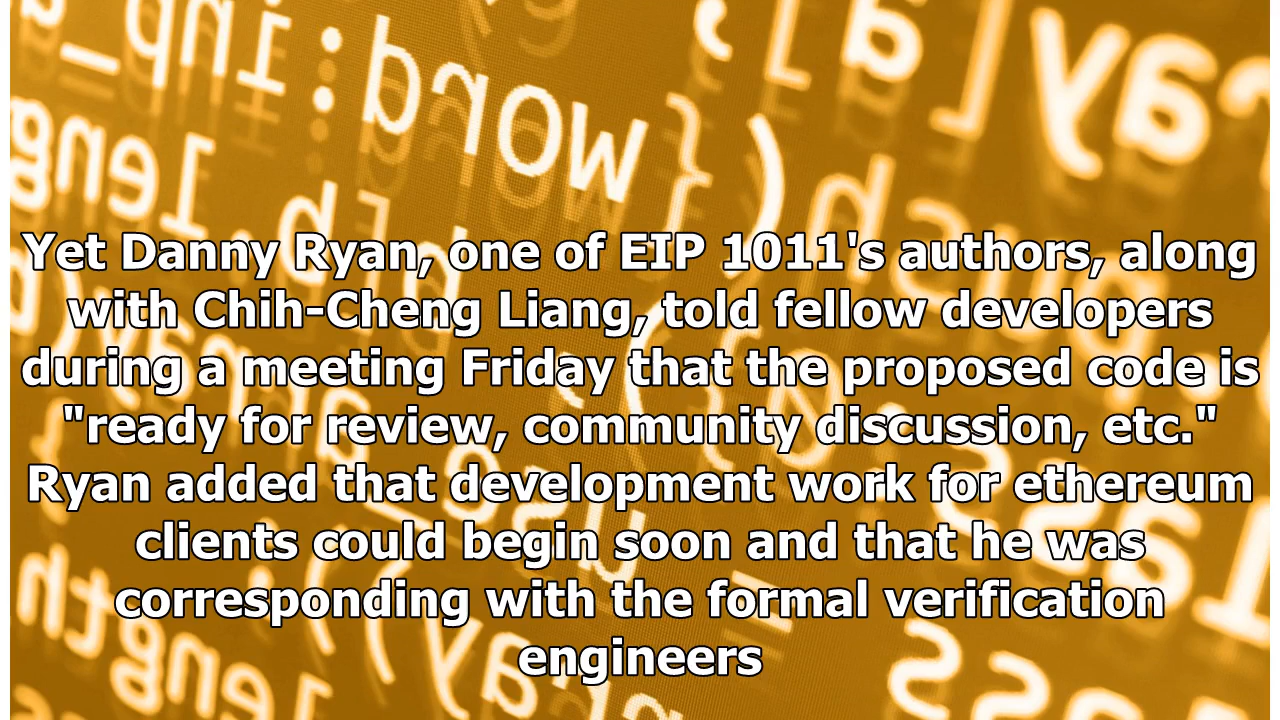 Yet Danny Ryan, one of EIP 1011's authors, along
with Chih-Cheng Liang, told fellow developers
during a meeting Friday that the proposed code is
"ready for review, community discussion, etc."
Ryan added that development work for ethereum
clients could begin soon and that he was
corresponding with the formal verification
engineers